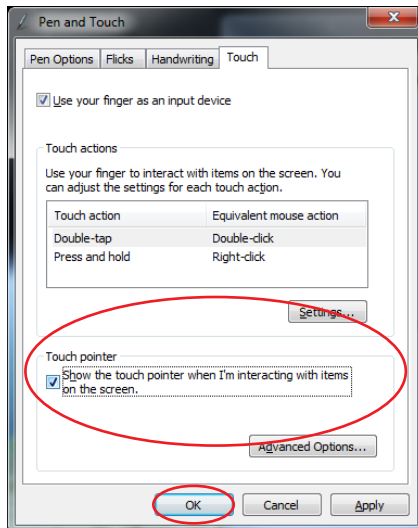 Pen and Touch
Pen Options Flicks Handwriting Touch
Use your finger as an input device
Touch actions
Use your finger to interact with items on the screen. You
can adjust the settings for each touch action.
Touch action Equivalent mouse action
Double-tap Double-click
Press and hold Right-click
Settings...
Touch pointer
Show the touch pointer when I'm interacting with items
on the screen.
Advanced Options...
OK Cancel Apply